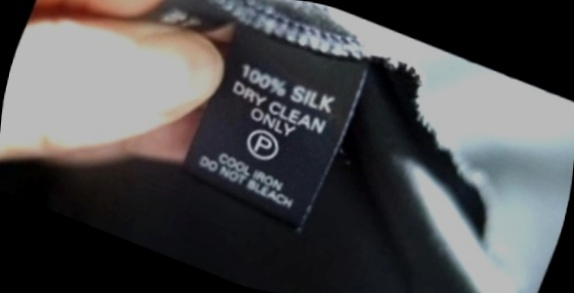 100% SILK
DRY CLEAN
ONLY
P
COOL IRON
DO NOT BLEACH